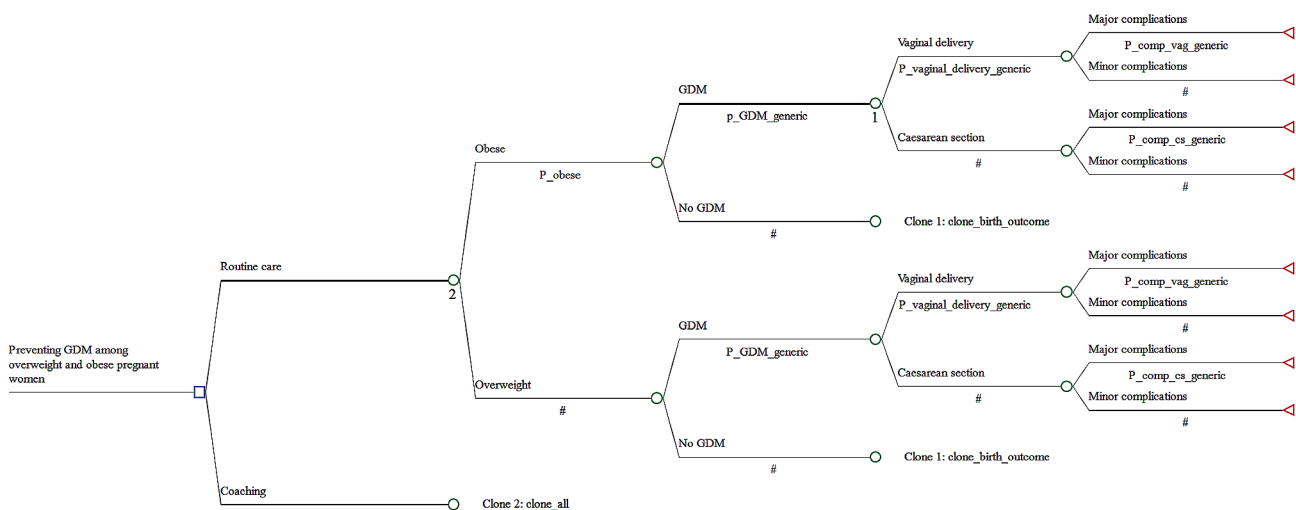 Major complications
P_comp_vag_generic
Vaginal delivery
P_vaginal_delivery_generic
Minor complications
#
GDM
p_GDM_generic
1
Major complications
P_comp_cs_generic
Caesarean section
#
Minor complications
#
Obese
P_obese
No GDM
#
Clone 1: clone_birth_outcome
Routine care
2
Major complications
P_comp_vag_generic
Vaginal delivery
P_vaginal_delivery_generic
Minor complications
#
GDM
P_GDM_generic
Major complications
P_comp_cs_generic
Caesarean section
#
Minor complications
#
Preventing GDM among
overweight and obese pregnant
women
Overweight
#
No GDM
#
Clone 1: clone_birth_outcome
Coaching
Clone 2: clone_all